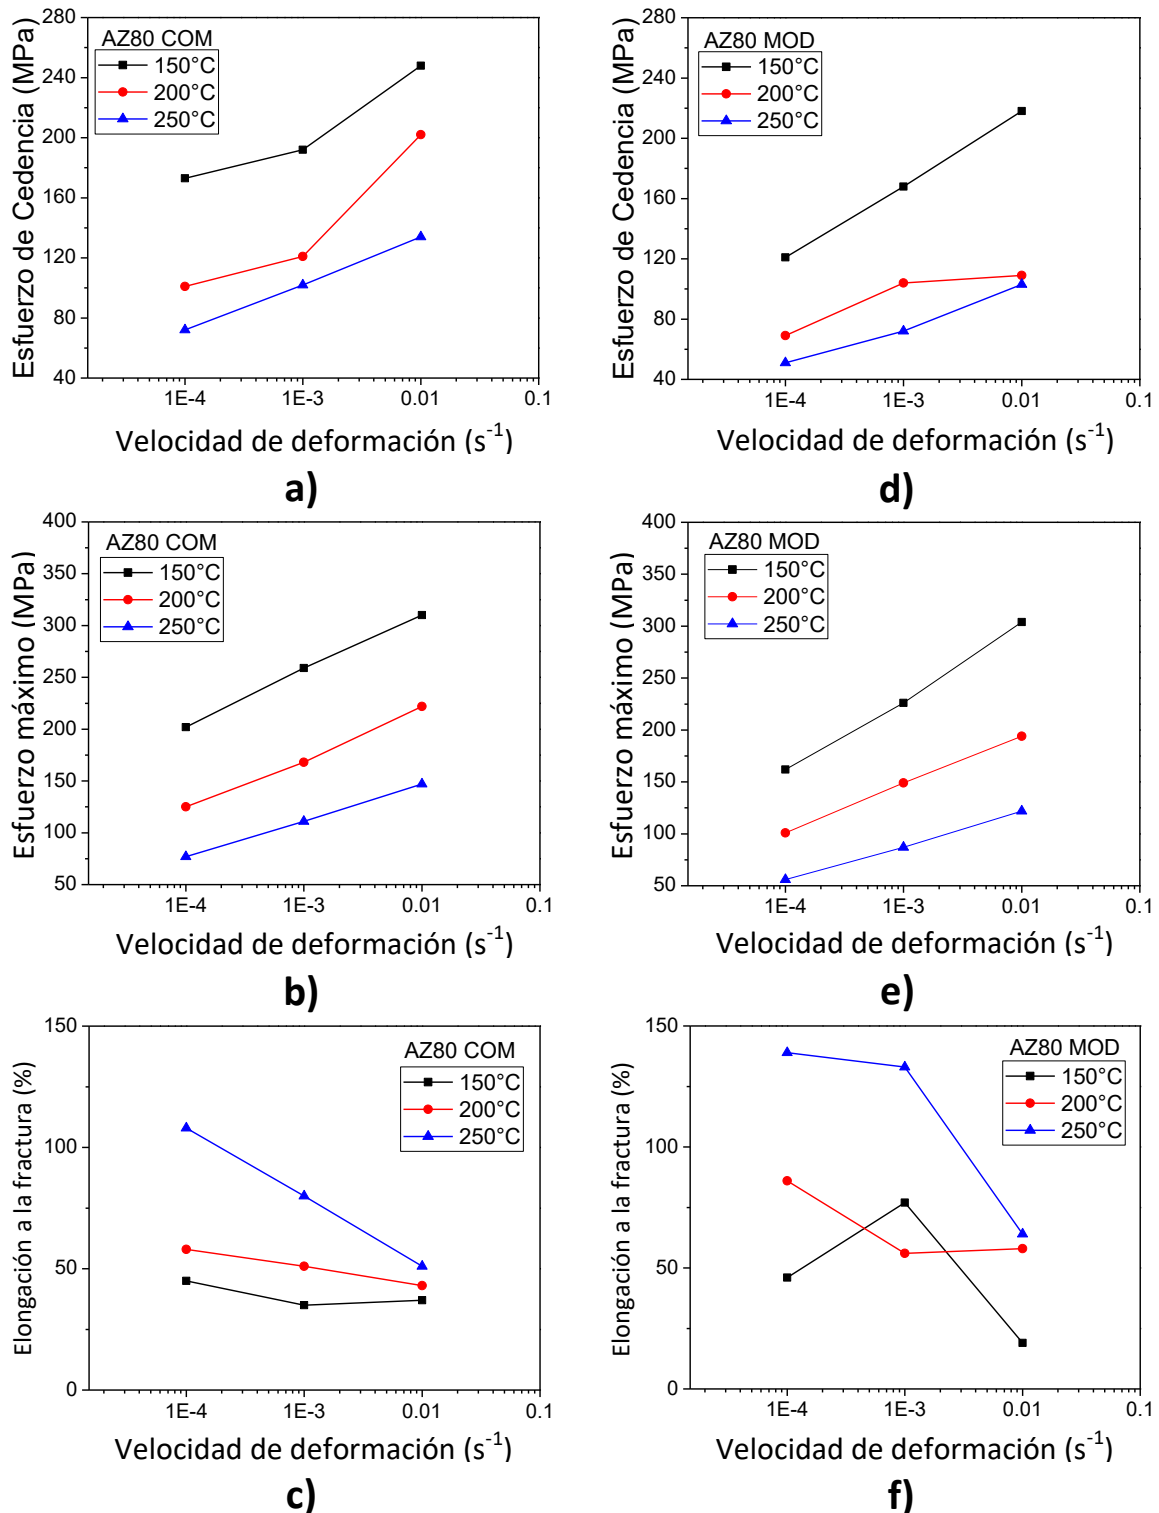 Esfuerzo de Cedencia (MPa)
280
240
200
160
120
80
40
AZ80 COM
150°C
200°C
250°C
1E-4 1E-3 0.01 0.1
Velocidad de deformación (s⁻¹)
a)
Esfuerzo de Cedencia (MPa)
280
240
200
160
120
80
40
AZ80 MOD
150°C
200°C
250°C
1E-4 1E-3 0.01 0.1
Velocidad de deformación (s⁻¹)
d)
Esfuerzo máximo (MPa)
400
350
300
250
200
150
100
50
AZ80 COM
150°C
200°C
250°C
1E-4 1E-3 0.01 0.1
Velocidad de deformación (s⁻¹)
b)
Esfuerzo máximo (MPa)
400
350
300
250
200
150
100
50
AZ80 MOD
150°C
200°C
250°C
1E-4 1E-3 0.01 0.1
Velocidad de deformación (s⁻¹)
e)
Elongación a la fractura (%)
150
100
50
0
AZ80 COM
150°C
200°C
250°C
1E-4 1E-3 0.01 0.1
Velocidad de deformación (s⁻¹)
c)
Elongación a la fractura (%)
150
100
50
0
AZ80 MOD
150°C
200°C
250°C
1E-4 1E-3 0.01 0.1
Velocidad de deformación (s⁻¹)
f)